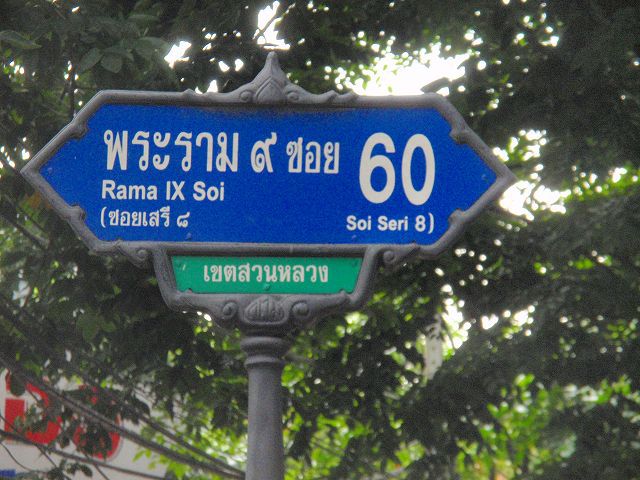 พระราม ๙ ซอย 60
Rama IX Soi
(ซอยเสรี ๘ Soi Seri 8)
เขตสวนหลวง